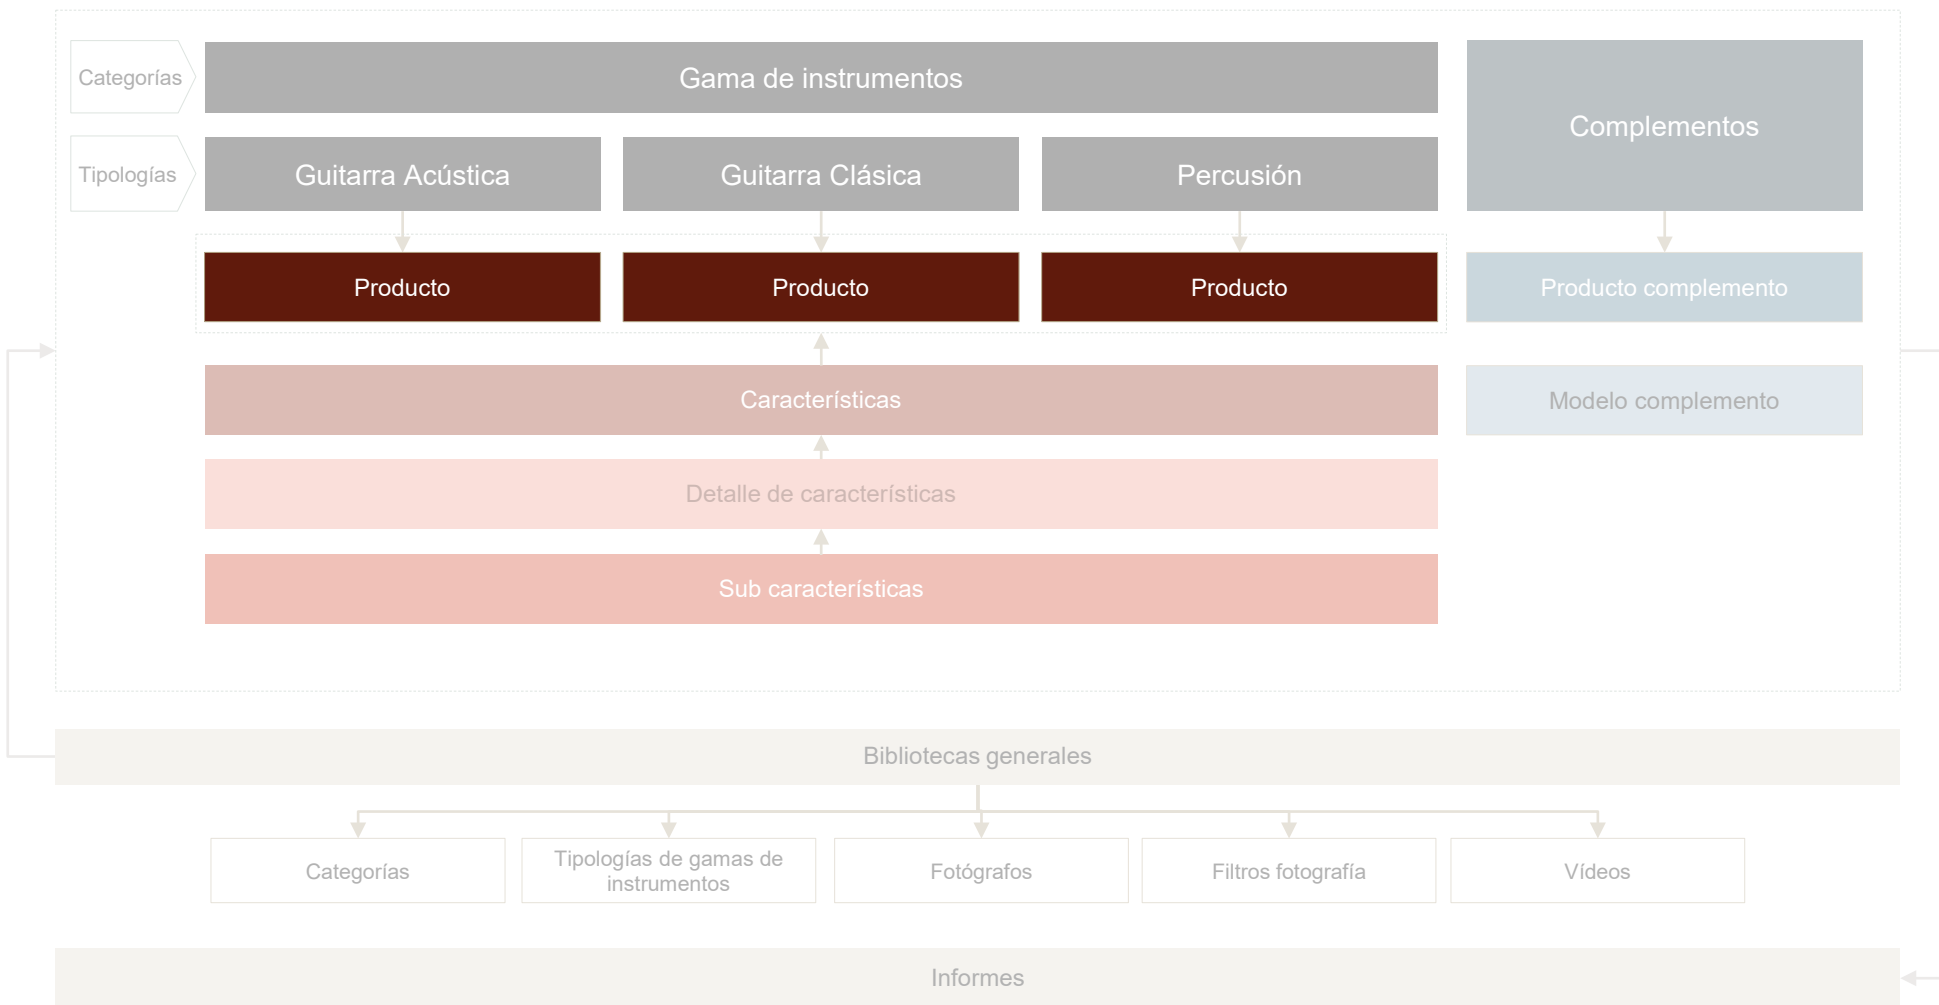 Categorías
Gama de instrumentos
Complementos
Tipologías
Guitarra Acústica
Guitarra Clásica
Percusión
Producto
Producto
Producto
Producto complemento
Características
Modelo complemento
Detalle de características
Sub características
Bibliotecas generales
Categorías
Tipologías de gamas de
instrumentos
Fotógrafos
Filtros fotografía
Vídeos
Informes